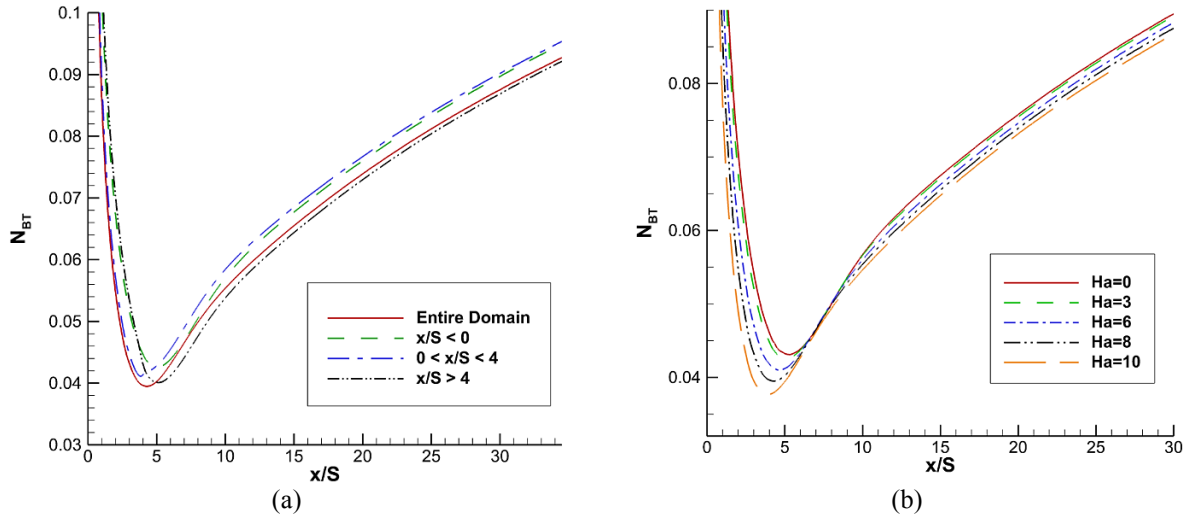 0.1
0.09
0.08
0.07
0.06
0.05
0.04
0.03
N_BT
0 5 10 15 20 25 30
x/S
Entire Domain
x/S < 0
0 < x/S < 4
x/S > 4
(a)
0.08
0.06
0.04
N_BT
0 5 10 15 20 25 30
x/S
Ha=0
Ha=3
Ha=6
Ha=8
Ha=10
(b)